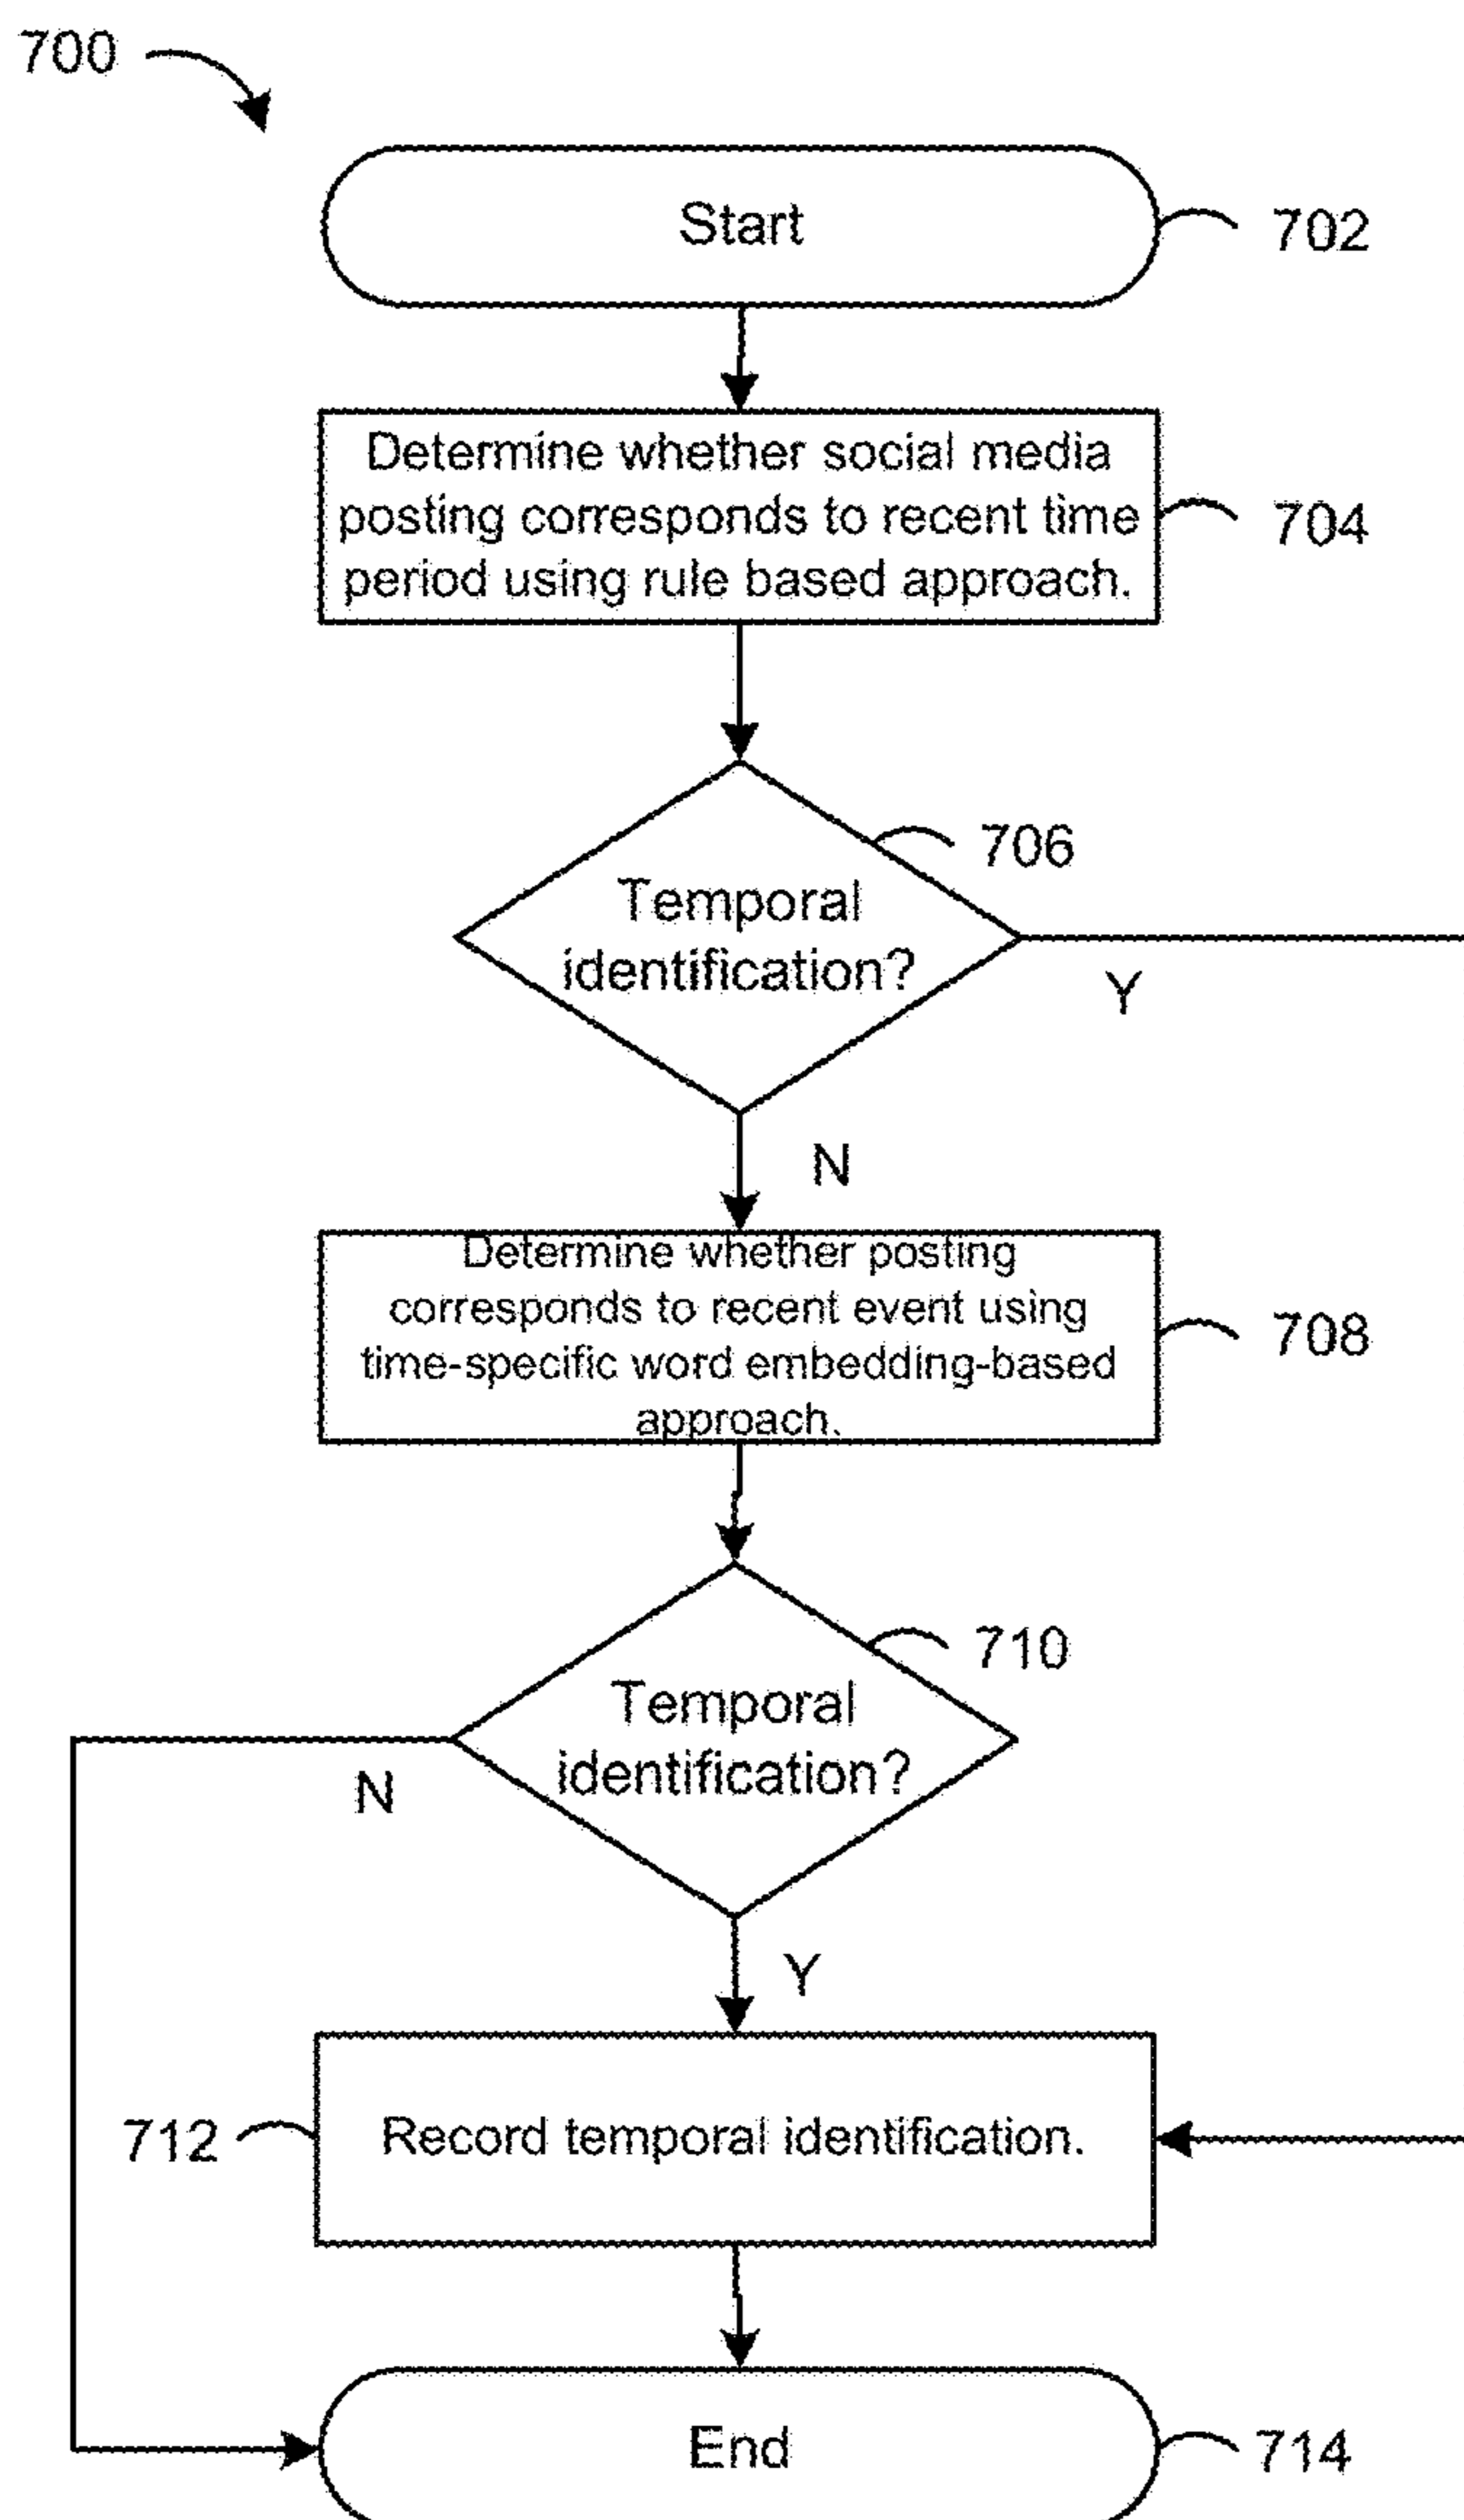 700
Start
702
Determine whether social media
posting corresponds to recent time
period using rule based approach.
704
706
Temporal
identification?
Y
N
Determine whether posting
corresponds to recent event using
time-specific word embedding-based
approach.
708
710
Temporal
identification?
N
Y
712
Record temporal identification.
End
714